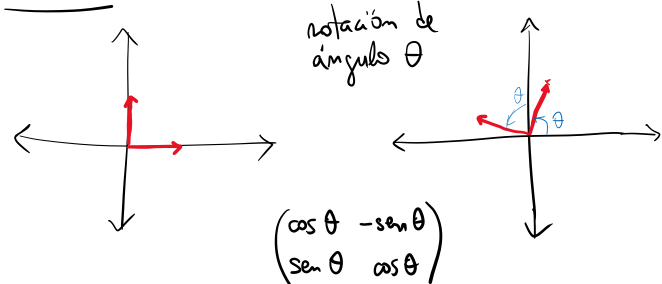 rotación de
ángulo θ
θ
θ
cos θ -sen θ
sen θ cos θ